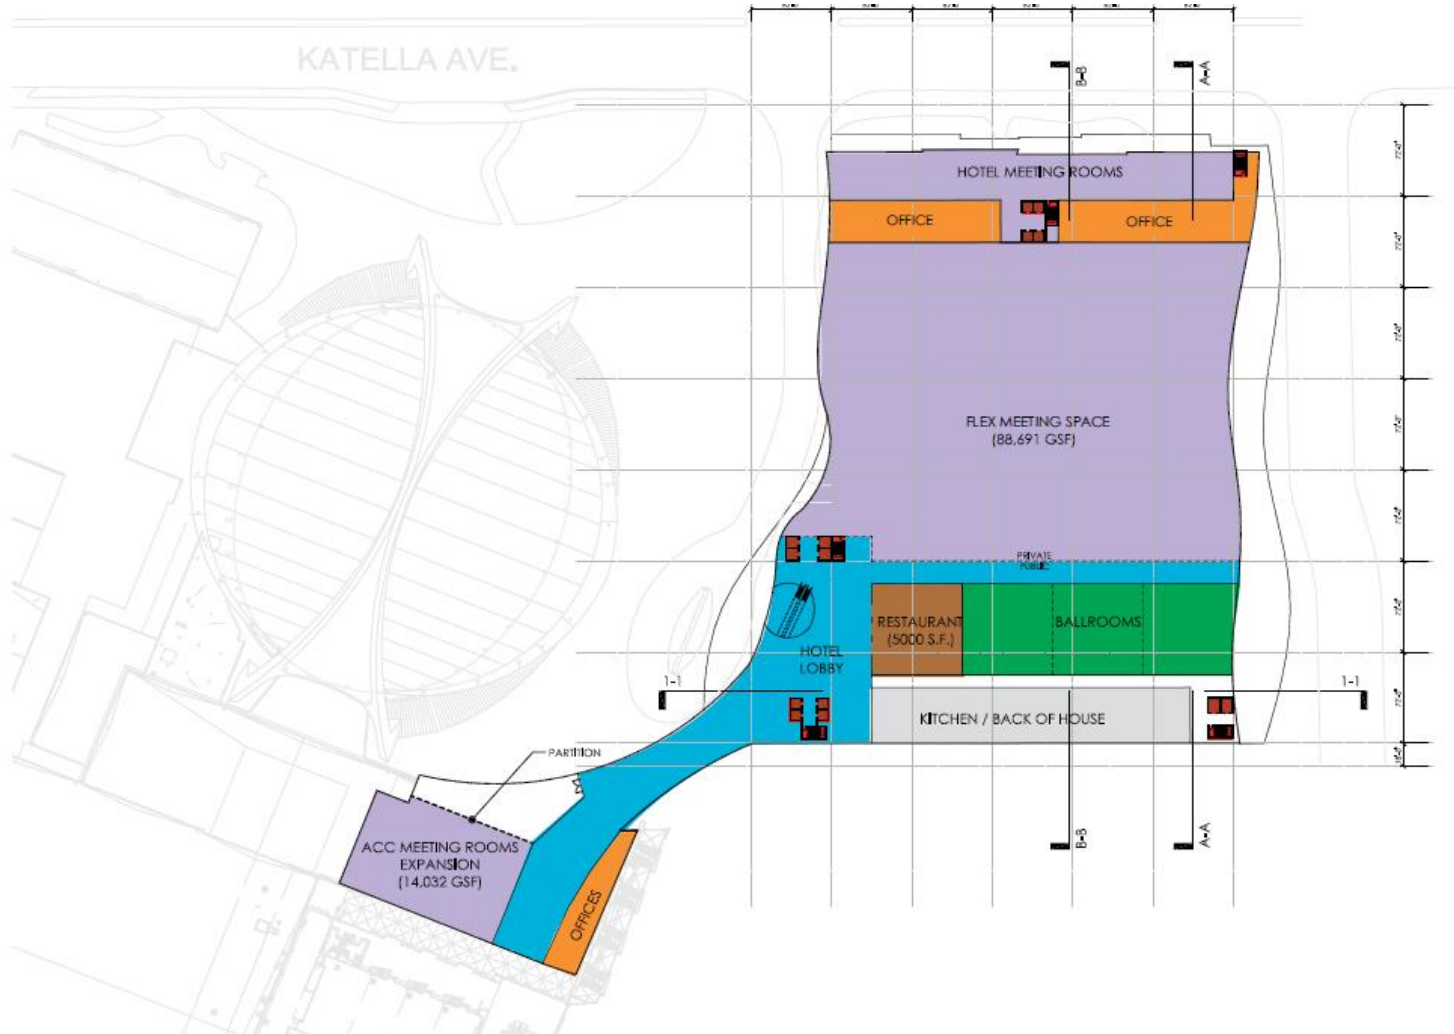 KATELLA AVE.
B-B
A-A
HOTEL MEETING ROOMS
OFFICE
OFFICE
FLEX MEETING SPACE
(88,691 GSF)
PRIVATE
PUBLIC
RESTAURANT
(5000 S.F.)
BALLROOMS
HOTEL
LOBBY
1-1
1-1
KITCHEN / BACK OF HOUSE
PARTITION
ACC MEETING ROOMS
EXPANSION
(14,032 GSF)
OFFICES
B-B
A-A